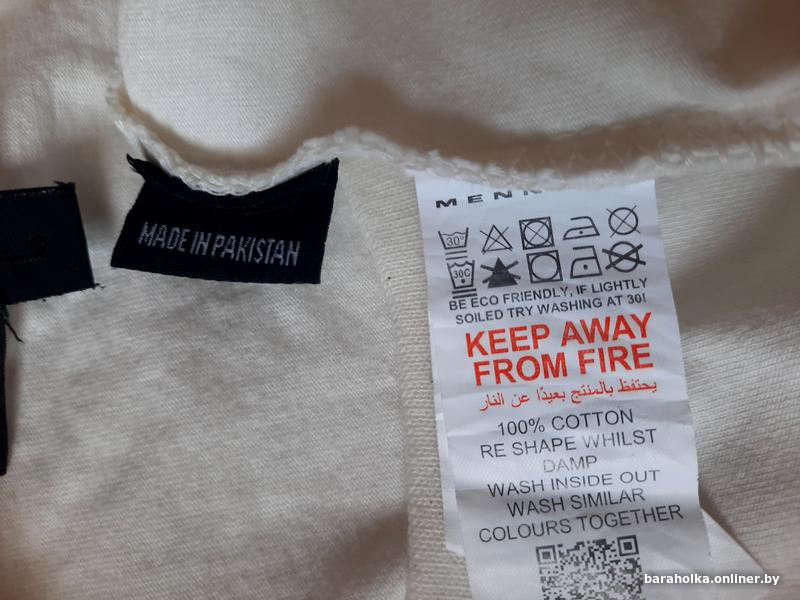 MADE IN PAKISTAN
30°
30C
BE ECO FRIENDLY, IF LIGHTLY
SOILED TRY WASHING AT 30!
KEEP AWAY
FROM FIRE
يحتفظ بالمنتج بعيدًا عن النار
100% COTTON
RE SHAPE WHILST
DAMP
WASH INSIDE OUT
WASH SIMILAR
COLOURS TOGETHER
baraholka.onliner.by